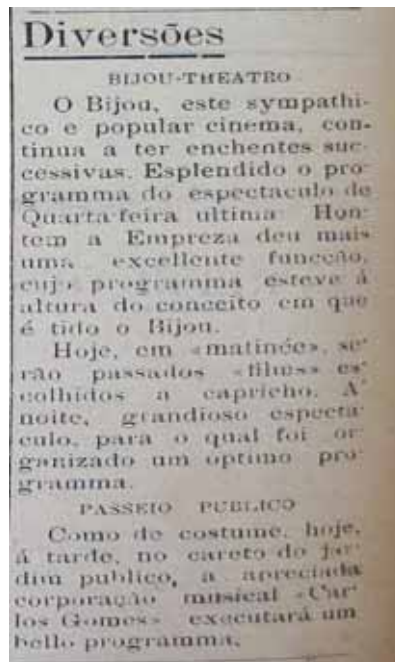 Diversões
BIJOU-THEATRO
O Bijou, este sympathi-
co e popular cinema, con-
tinua a ter enchentes suc-
cessivas. Esplendido o pro-
gramma do espectaculo de
Quarta-feira ultima Hon-
tem a Empreza deu mais
uma excellente funcção,
cujo programma esteve á
altura do conceito em que
é tido o Bijou.
Hoje, em «matinée», se-
rão passados «films» es-
colhidos a capricho. A'
noite, grandioso especta-
culo, para o qual foi or-
ganizado um optimo pro-
gramma.
PASSEIO PUBLICO
Como de costume, hoje,
á tarde, no careto do jar-
dim publico, a apreciada
corporação musical «Car-
los Gomes» executará um
bello programma.